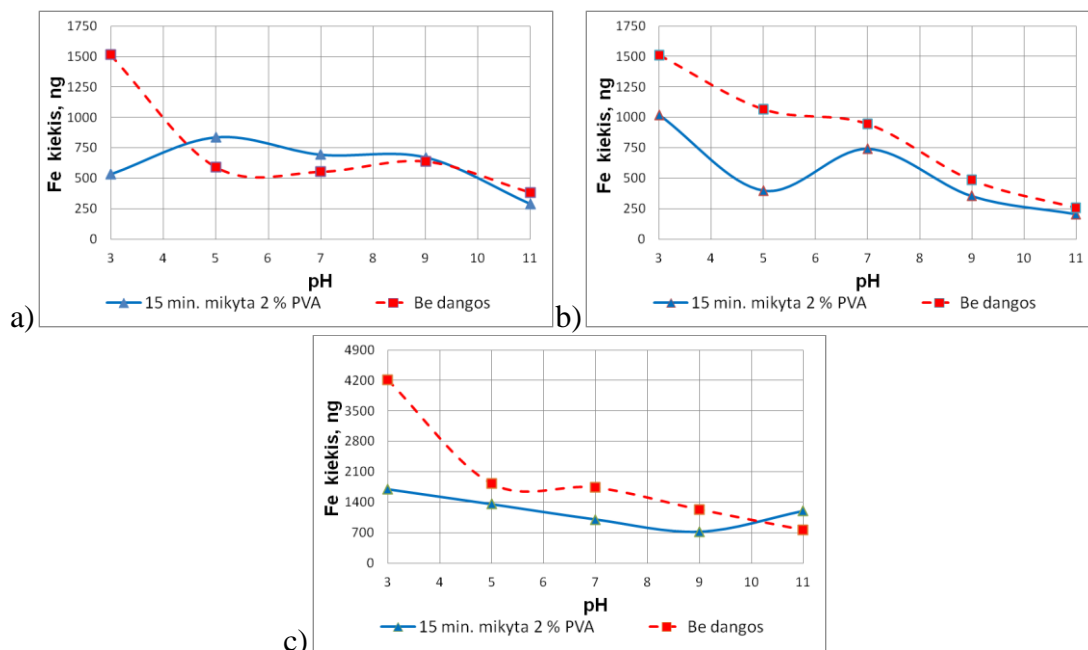 a)
Fe kiekis, ng
1750
1500
1250
1000
750
500
250
0
3 4 5 6 7 8 9 10 11
pH
15 min. mikyta 2 % PVA Be dangos
b)
Fe kiekis, ng
1750
1500
1250
1000
750
500
250
0
3 4 5 6 7 8 9 10 11
pH
15 min. mikyta 2 % PVA Be dangos
c)
Fe kiekis, ng
4900
4200
3500
2800
2100
1400
700
0
3 4 5 6 7 8 9 10 11
pH
15 min. mikyta 2 % PVA Be dangos